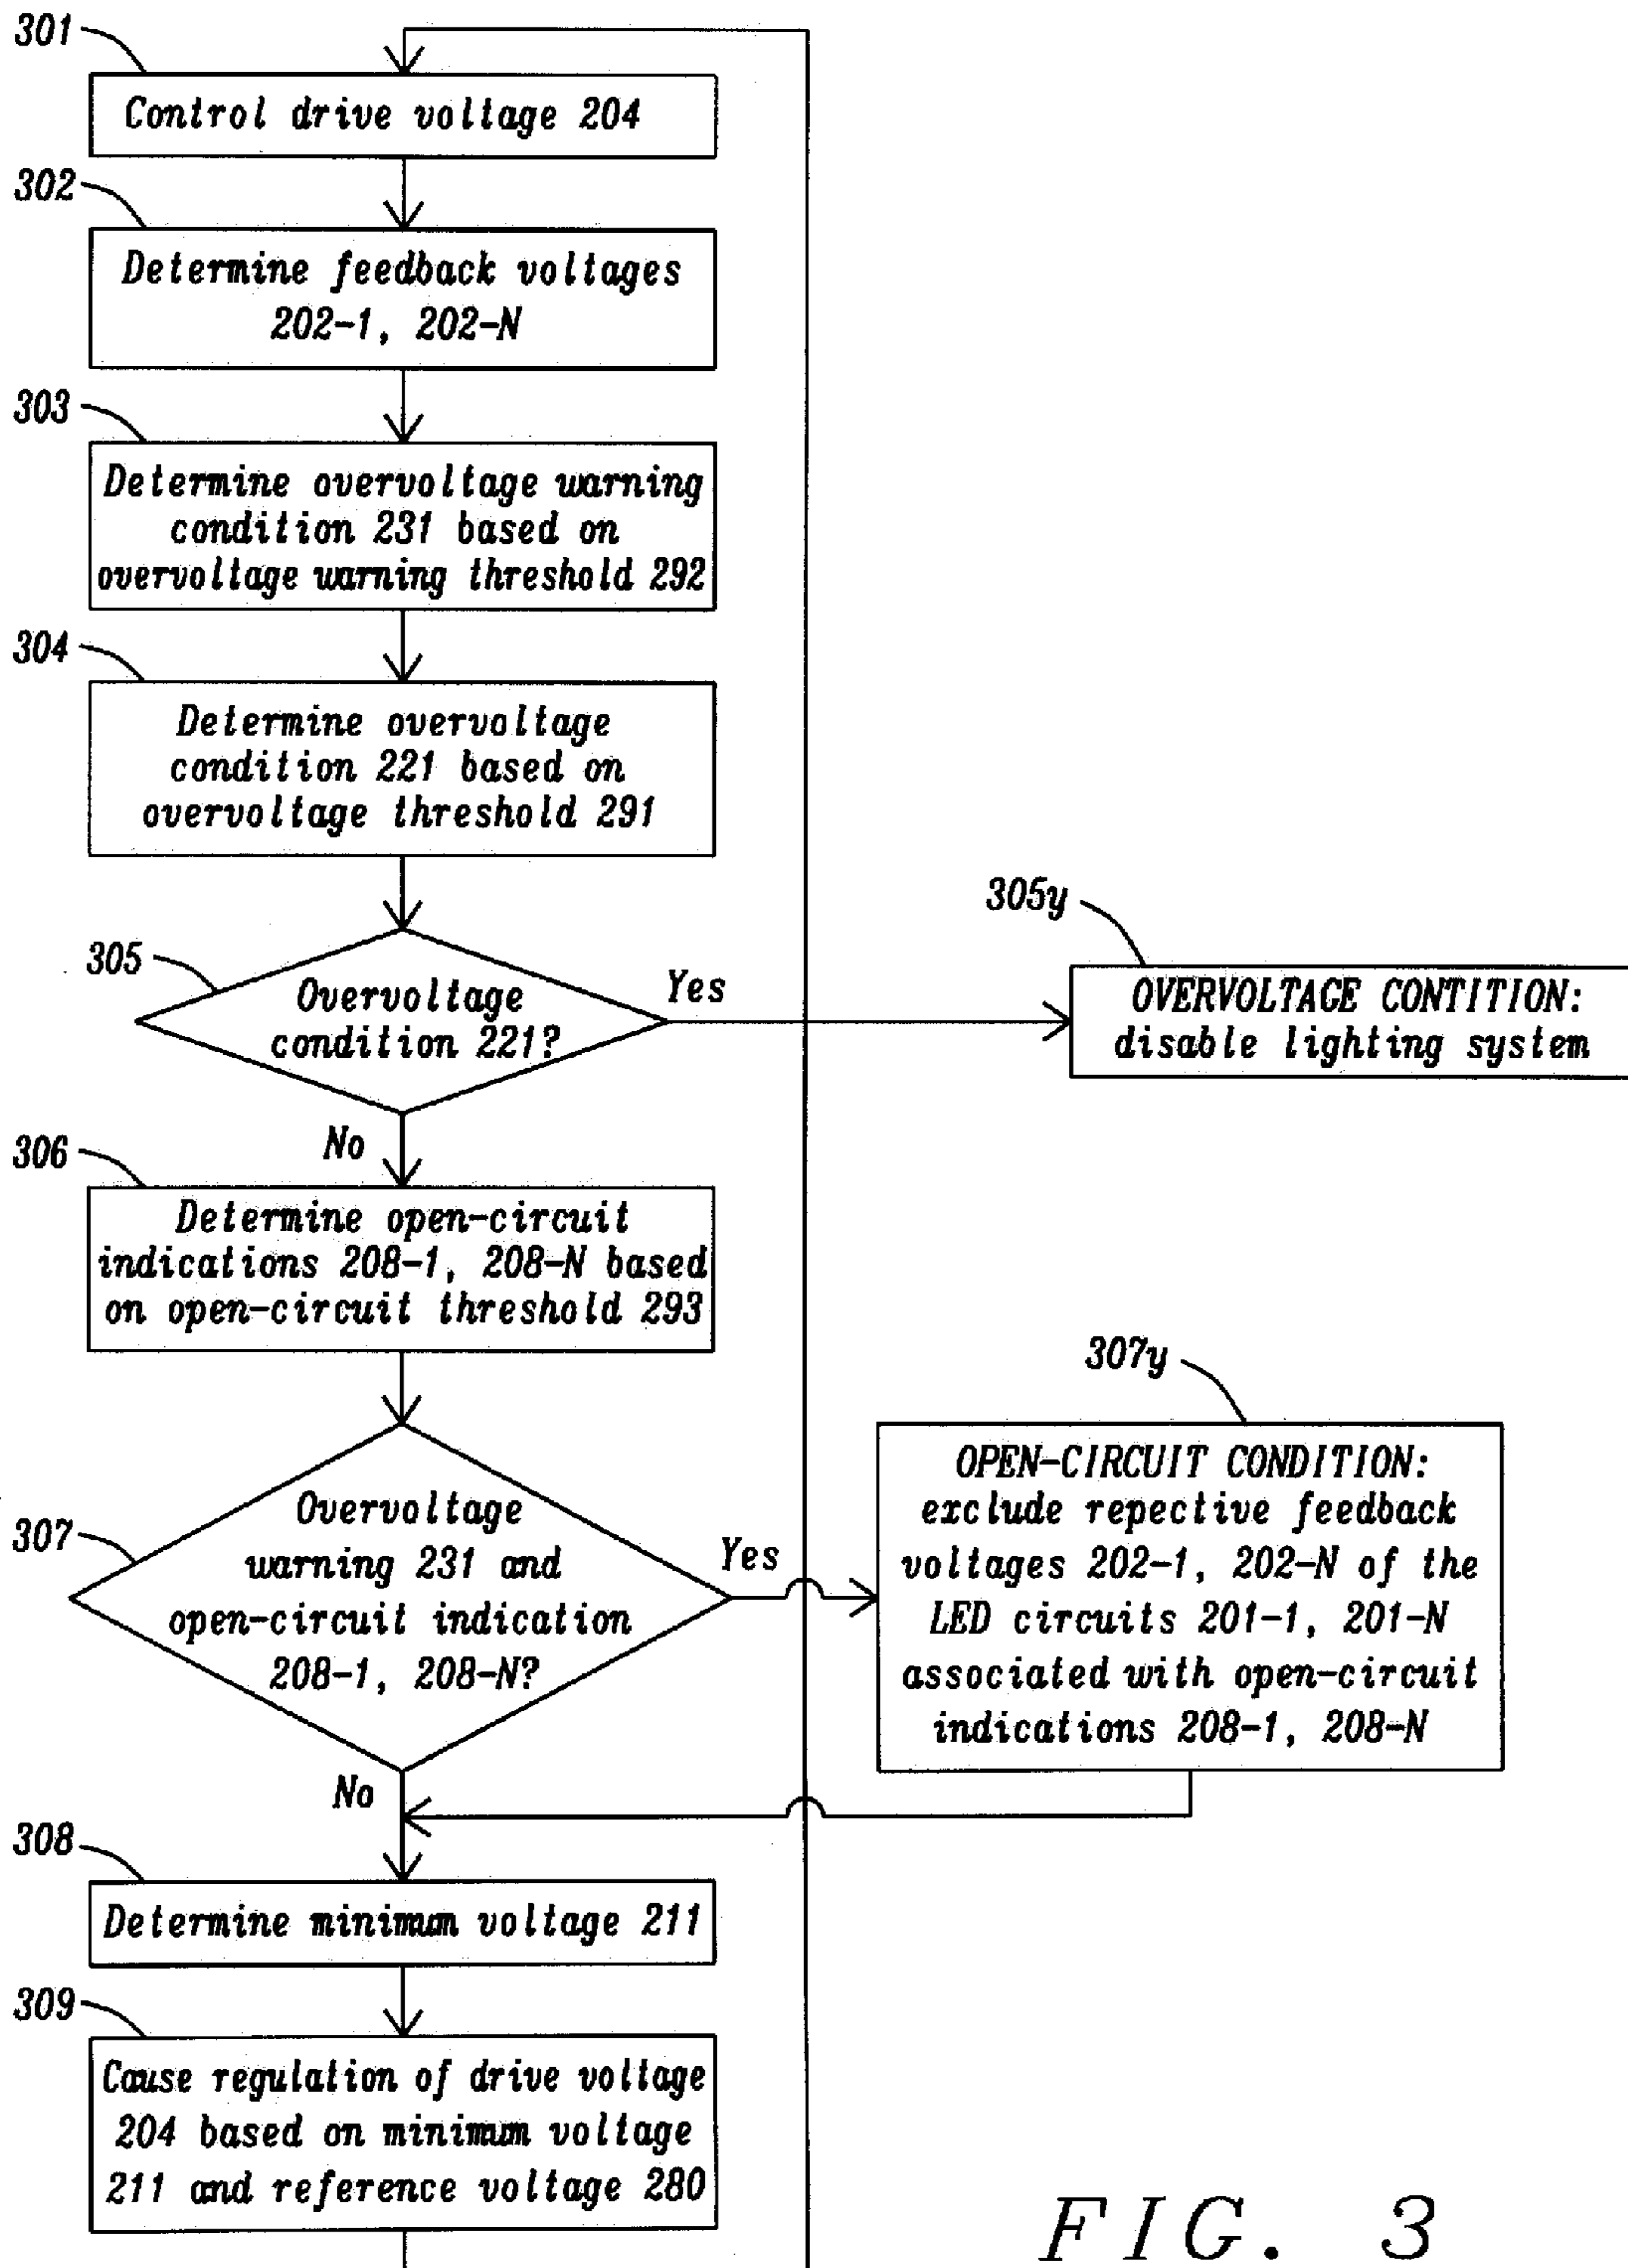 301
Control drive voltage 204
302
Determine feedback voltages
202-1, 202-N
303
Determine overvoltage warning
condition 231 based on
overvoltage warning threshold 292
304
Determine overvoltage
condition 221 based on
overvoltage threshold 291
305
Overvoltage
condition 221?
Yes
305y
OVERVOLTAGE CONTITION:
disable lighting system
No
306
Determine open-circuit
indications 208-1, 208-N based
on open-circuit threshold 293
307
Overvoltage
warning 231 and
open-circuit indication
208-1, 208-N?
Yes
307y
OPEN-CIRCUIT CONDITION:
exclude repective feedback
voltages 202-1, 202-N of the
LED circuits 201-1, 201-N
associated with open-circuit
indications 208-1, 208-N
No
308
Determine minimum voltage 211
309
Cause regulation of drive voltage
204 based on minimum voltage
211 and reference voltage 280
FIG. 3